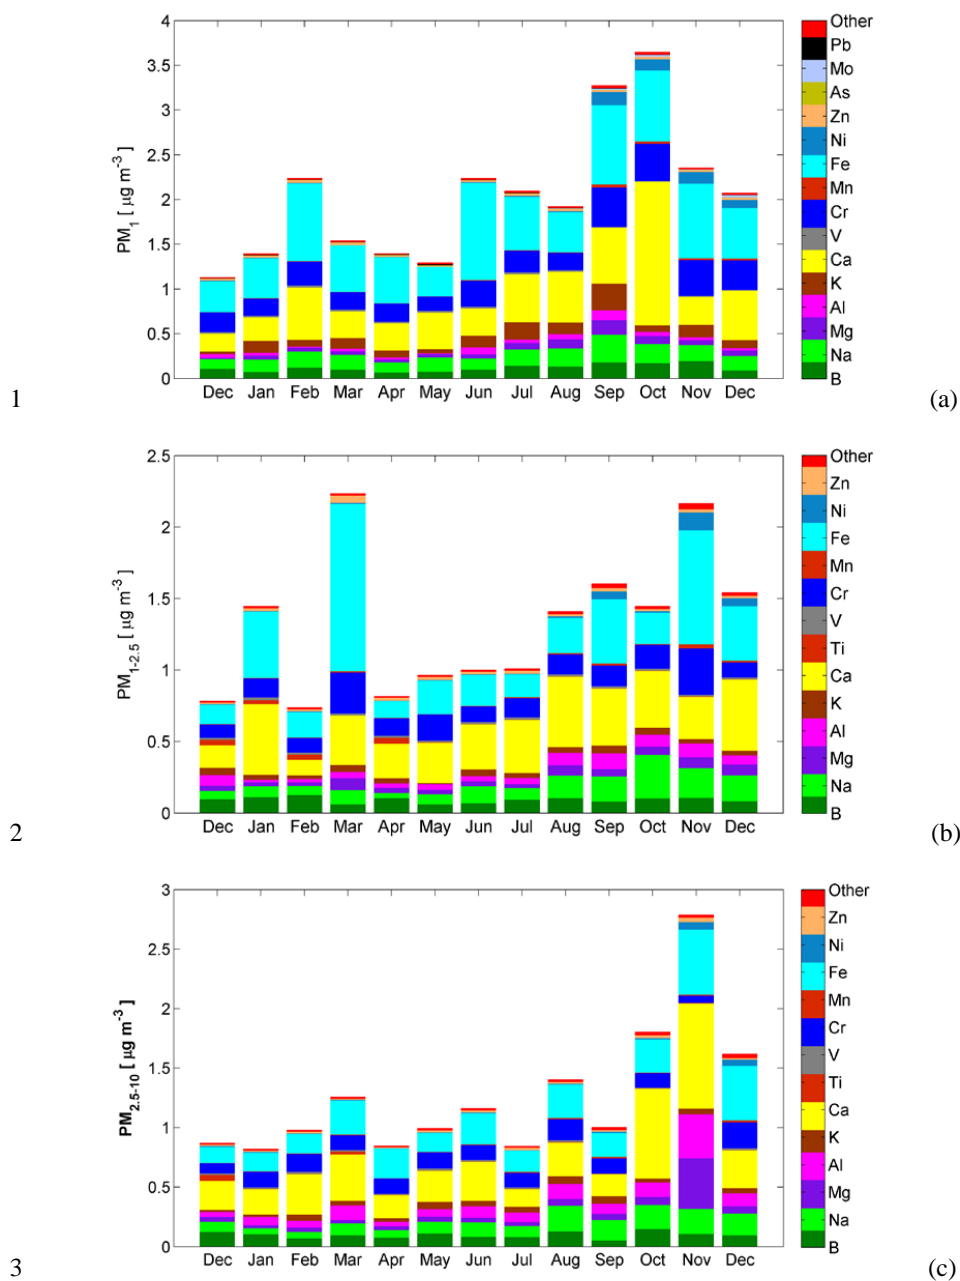 4
3.5
3
2.5
2
1.5
1
0.5
0
PM1 [ µg m-3 ]
Dec Jan Feb Mar Apr May Jun Jul Aug Sep Oct Nov Dec
Other
Pb
Mo
As
Zn
Ni
Fe
Mn
Cr
V
Ca
K
Al
Mg
Na
B
1
(a)
2.5
2
1.5
1
0.5
0
PM1-2.5 [ µg m-3 ]
Dec Jan Feb Mar Apr May Jun Jul Aug Sep Oct Nov Dec
Other
Zn
Ni
Fe
Mn
Cr
V
Ti
Ca
K
Al
Mg
Na
B
2
(b)
3
2.5
2
1.5
1
0.5
0
PM2.5-10 [ µg m-3 ]
Dec Jan Feb Mar Apr May Jun Jul Aug Sep Oct Nov Dec
Other
Zn
Ni
Fe
Mn
Cr
V
Ti
Ca
K
Al
Mg
Na
B
3
(c)